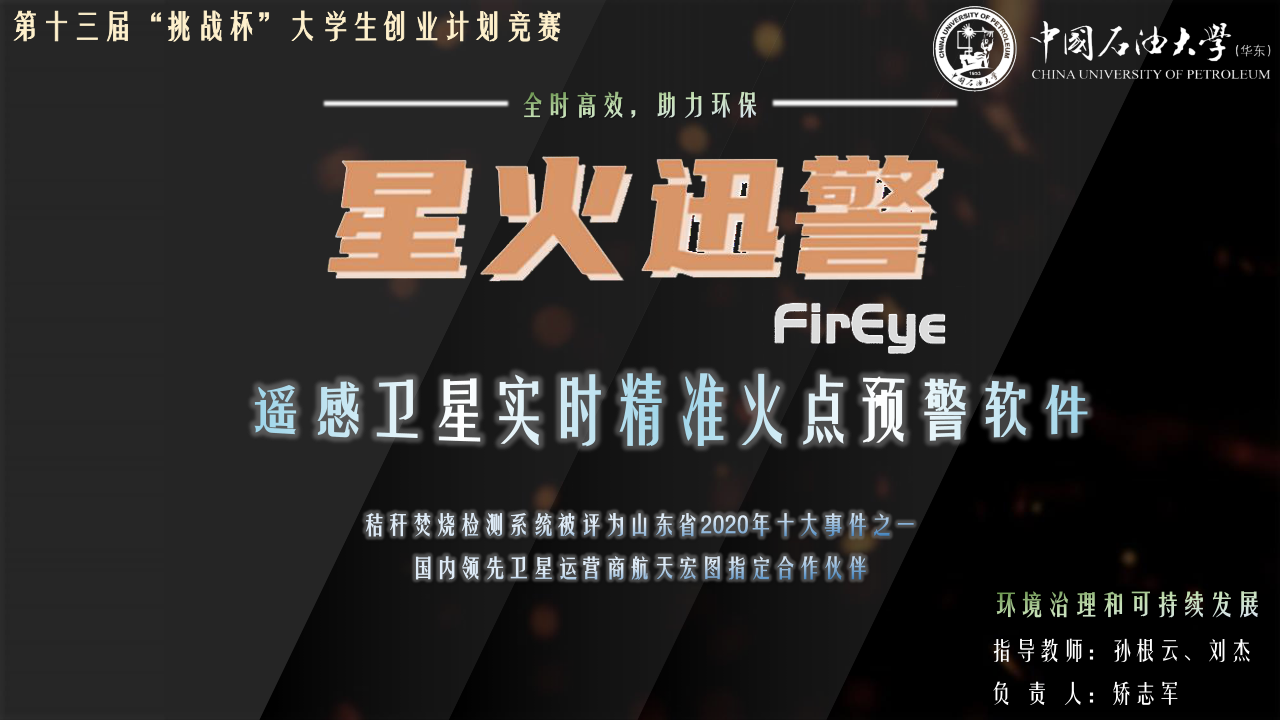 第十三届“挑战杯”大学生创业计划竞赛
中國石油大學(华东)
CHINA UNIVERSITY OF PETROLEUM
CHINA UNIVERSITY OF PETROLEUM
1953
中国石油大学
全时高效，助力环保
星火迅警
FirEye
遥感卫星实时精准火点预警软件
秸秆焚烧检测系统被评为山东省2020年十大事件之一
国内领先卫星运营商航天宏图指定合作伙伴
环境治理和可持续发展
指导教师：孙根云、刘杰
负 责 人：矫志军